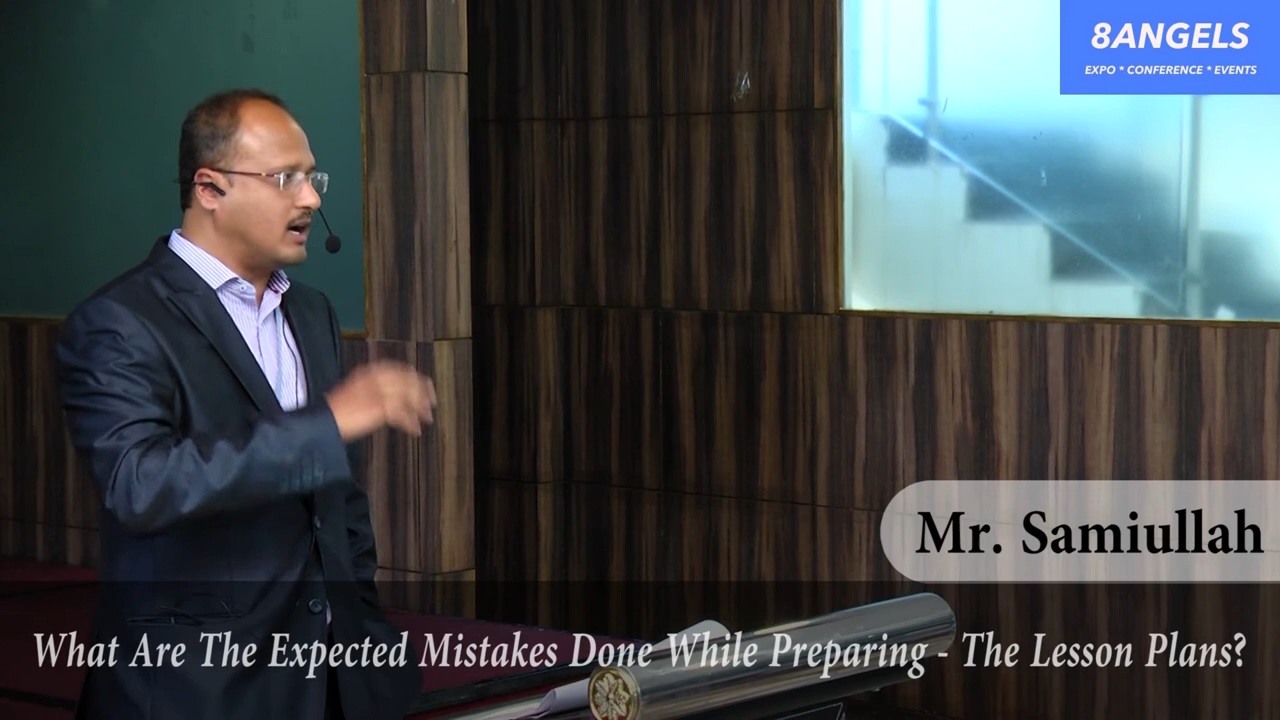 8ANGELS
EXPO * CONFERENCE * EVENTS
Mr. Samiullah
What Are The Expected Mistakes Done While Preparing - The Lesson Plans?